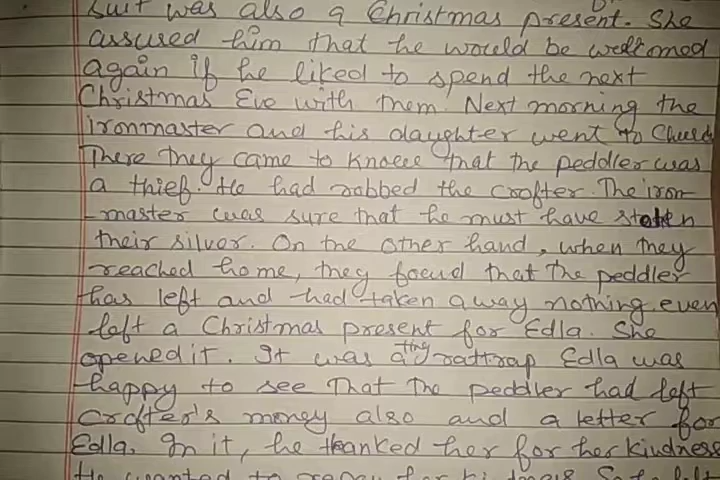 suit was also a Christmas present. She
assured him that he would be wellomed
again if he liked to spend the next
Christmas Eve with them. Next morning the
ironmaster and his daughter went to
There they came to know that the peddler was
a thief. He had robbed the crofter. The iron-
-master was sure that he must have stolen
their silver. On the other hand, when they
reached home, they found that the peddler
has left and had taken away nothing even
left a Christmas present for Edla. She
opened it. It was a tiny rattrap Edla was
happy to see that the peddler had left
Crofter's money also and a letter for
Edla. In it, he thanked her for her kindness
He wanted to repay for